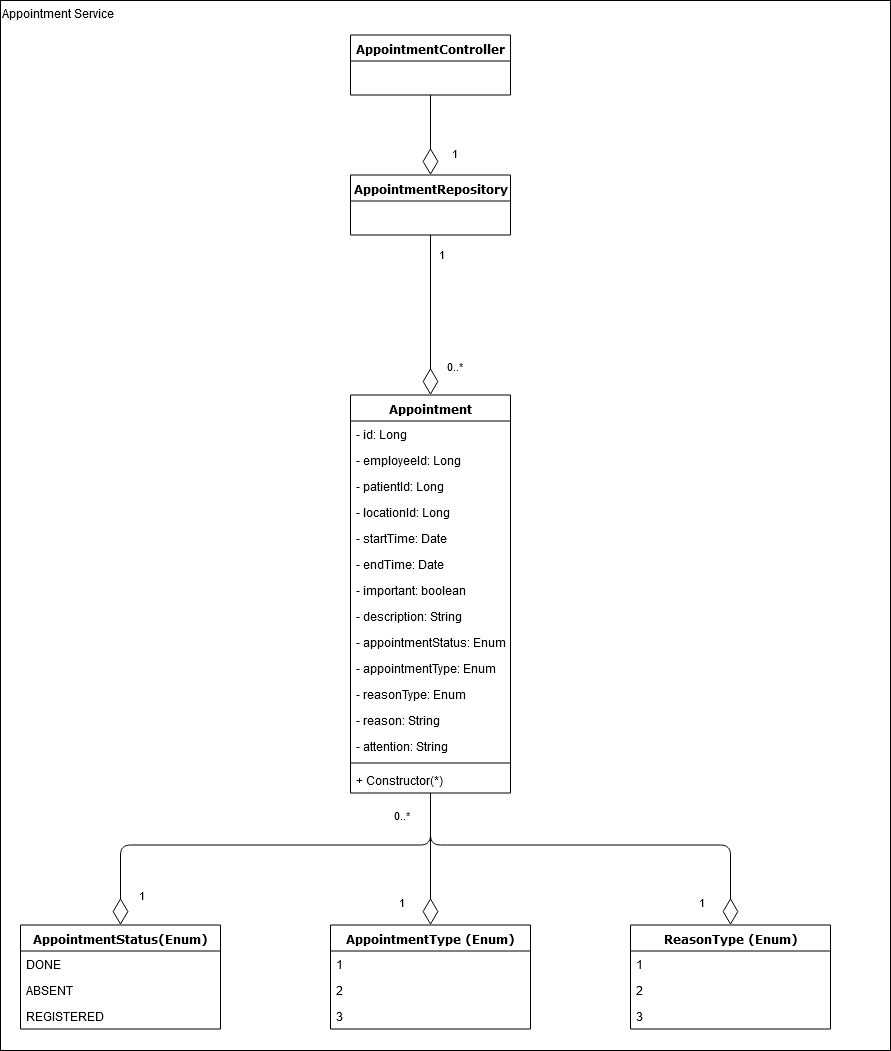 Appointment Service
AppointmentController
1
AppointmentRepository
1
0..*
Appointment
- id: Long
- employeeId: Long
- patientId: Long
- locationId: Long
- startTime: Date
- endTime: Date
- important: boolean
- description: String
- appointmentStatus: Enum
- appointmentType: Enum
- reasonType: Enum
- reason: String
- attention: String
+ Constructor(*)
0..*
1
1
1
AppointmentStatus(Enum)
DONE
ABSENT
REGISTERED
AppointmentType (Enum)
1
2
3
ReasonType (Enum)
1
2
3